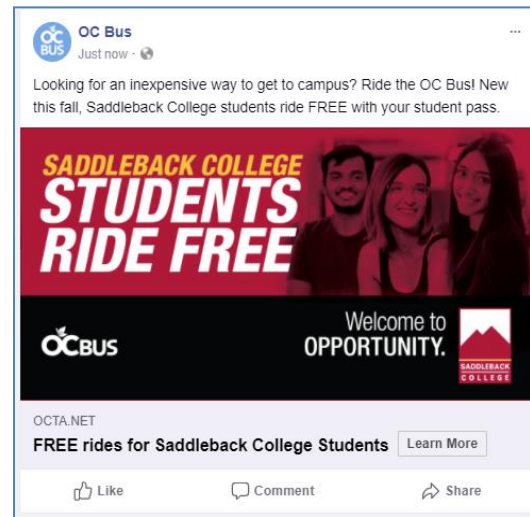 OC Bus
Just now ·
Looking for an inexpensive way to get to campus? Ride the OC Bus! New
this fall, Saddleback College students ride FREE with your student pass.
SADDLEBACK COLLEGE
STUDENTS
RIDE FREE
OC BUS
Welcome to
OPPORTUNITY.
SADDLEBACK
COLLEGE
OCTA.NET
FREE rides for Saddleback College Students Learn More
Like Comment Share